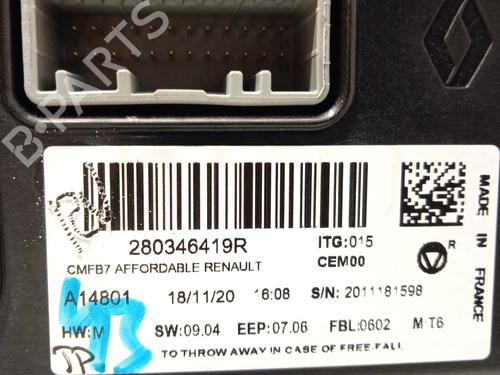 B-PARTS
280346419R
ITG:015
CEM00
R
MADE IN FRANCE
CMFB7 AFFORDABLE RENAULT
A14801 18/11/20 16:08 S/N: 2011181598
HW:M SW:09.04 EEP:07.06 FBL:0602 M-T6
TO THROW AWAY IN CASE OF FREE-FALL
JP